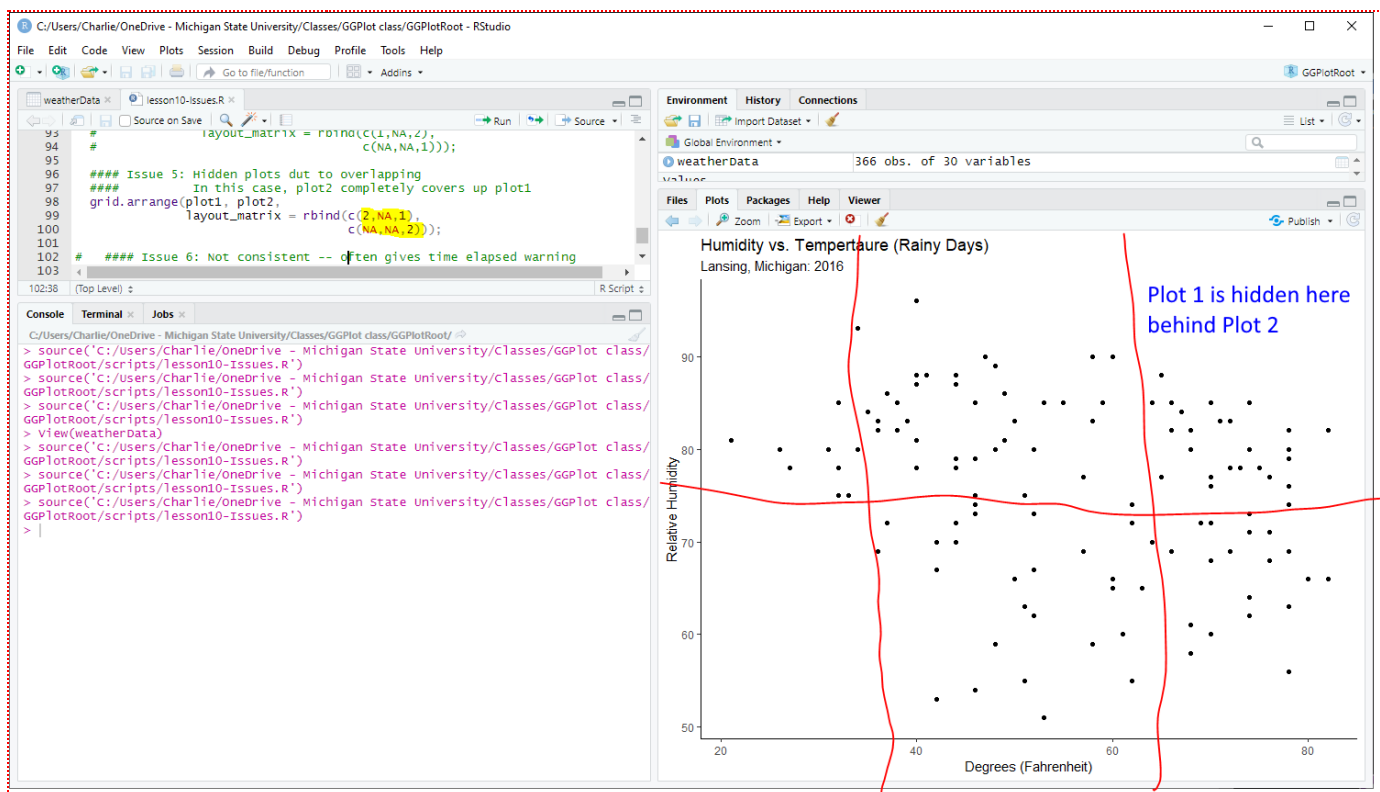 C:/Users/Charlie/OneDrive - Michigan State University/Classes/GGPlot class/GGPlotRoot - RStudio
File Edit Code View Plots Session Build Debug Profile Tools Help
Go to file/function Addins GGPlotRoot
weatherData lesson10-Issues.R
Source on Save Run Source
93 # layout_matrix = rbind(c(1,NA,2),
94 # c(NA,NA,1)));
95
96 #### Issue 5: Hidden plots dut to overlapping
97 #### In this case, plot2 completely covers up plot1
98 grid.arrange(plot1, plot2,
99 layout_matrix = rbind(c(2,NA,1),
100 c(NA,NA,2)));
101
102 # #### Issue 6: Not consistent -- often gives time elapsed warning
103
102:38 (Top Level) R Script
Console Terminal Jobs
C:/Users/Charlie/OneDrive - Michigan State University/Classes/GGPlot class/GGPlotRoot/
> source('C:/Users/Charlie/OneDrive - Michigan State University/Classes/GGPlot class/
GGPlotRoot/scripts/lesson10-Issues.R')
> source('C:/Users/Charlie/OneDrive - Michigan State University/Classes/GGPlot class/
GGPlotRoot/scripts/lesson10-Issues.R')
> source('C:/Users/Charlie/OneDrive - Michigan State University/Classes/GGPlot class/
GGPlotRoot/scripts/lesson10-Issues.R')
> View(weatherData)
> source('C:/Users/Charlie/OneDrive - Michigan State University/Classes/GGPlot class/
GGPlotRoot/scripts/lesson10-Issues.R')
> source('C:/Users/Charlie/OneDrive - Michigan State University/Classes/GGPlot class/
GGPlotRoot/scripts/lesson10-Issues.R')
> source('C:/Users/Charlie/OneDrive - Michigan State University/Classes/GGPlot class/
GGPlotRoot/scripts/lesson10-Issues.R')
>
Environment History Connections
Import Dataset List
Global Environment
weatherData 366 obs. of 30 variables
values
Files Plots Packages Help Viewer
Zoom Export Publish
Humidity vs. Tempertaure (Rainy Days)
Lansing, Michigan: 2016
Plot 1 is hidden here
behind Plot 2
Relative Humidity
90
80
70
60
50
20 40 60 80
Degrees (Fahrenheit)